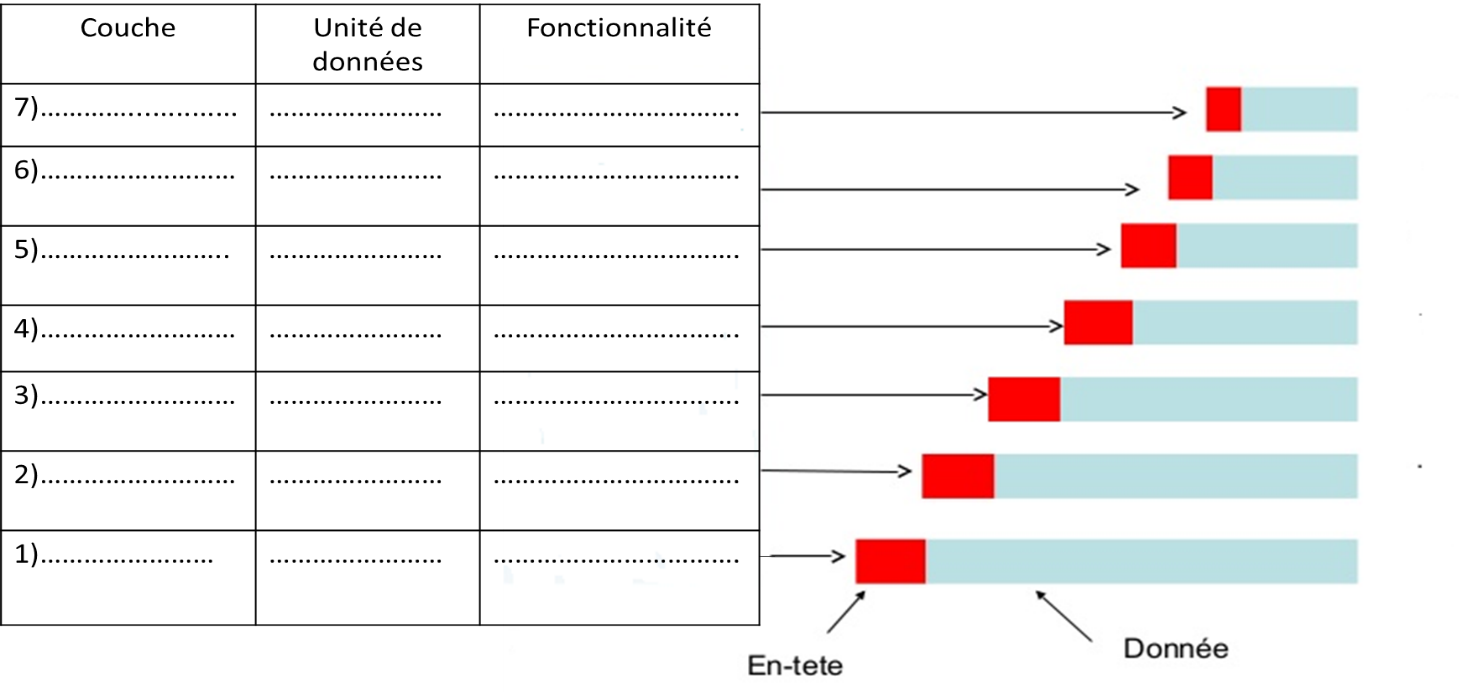 Couche Unité de données Fonctionnalité
7)........................... ........................ ..................................
6)........................... ........................ ..................................
5).......................... ........................ ..................................
4)........................... ........................ ..................................
3)........................... ........................ ..................................
2)........................... ........................ ..................................
1)........................ ........................ ..................................
En-tete
Donnée